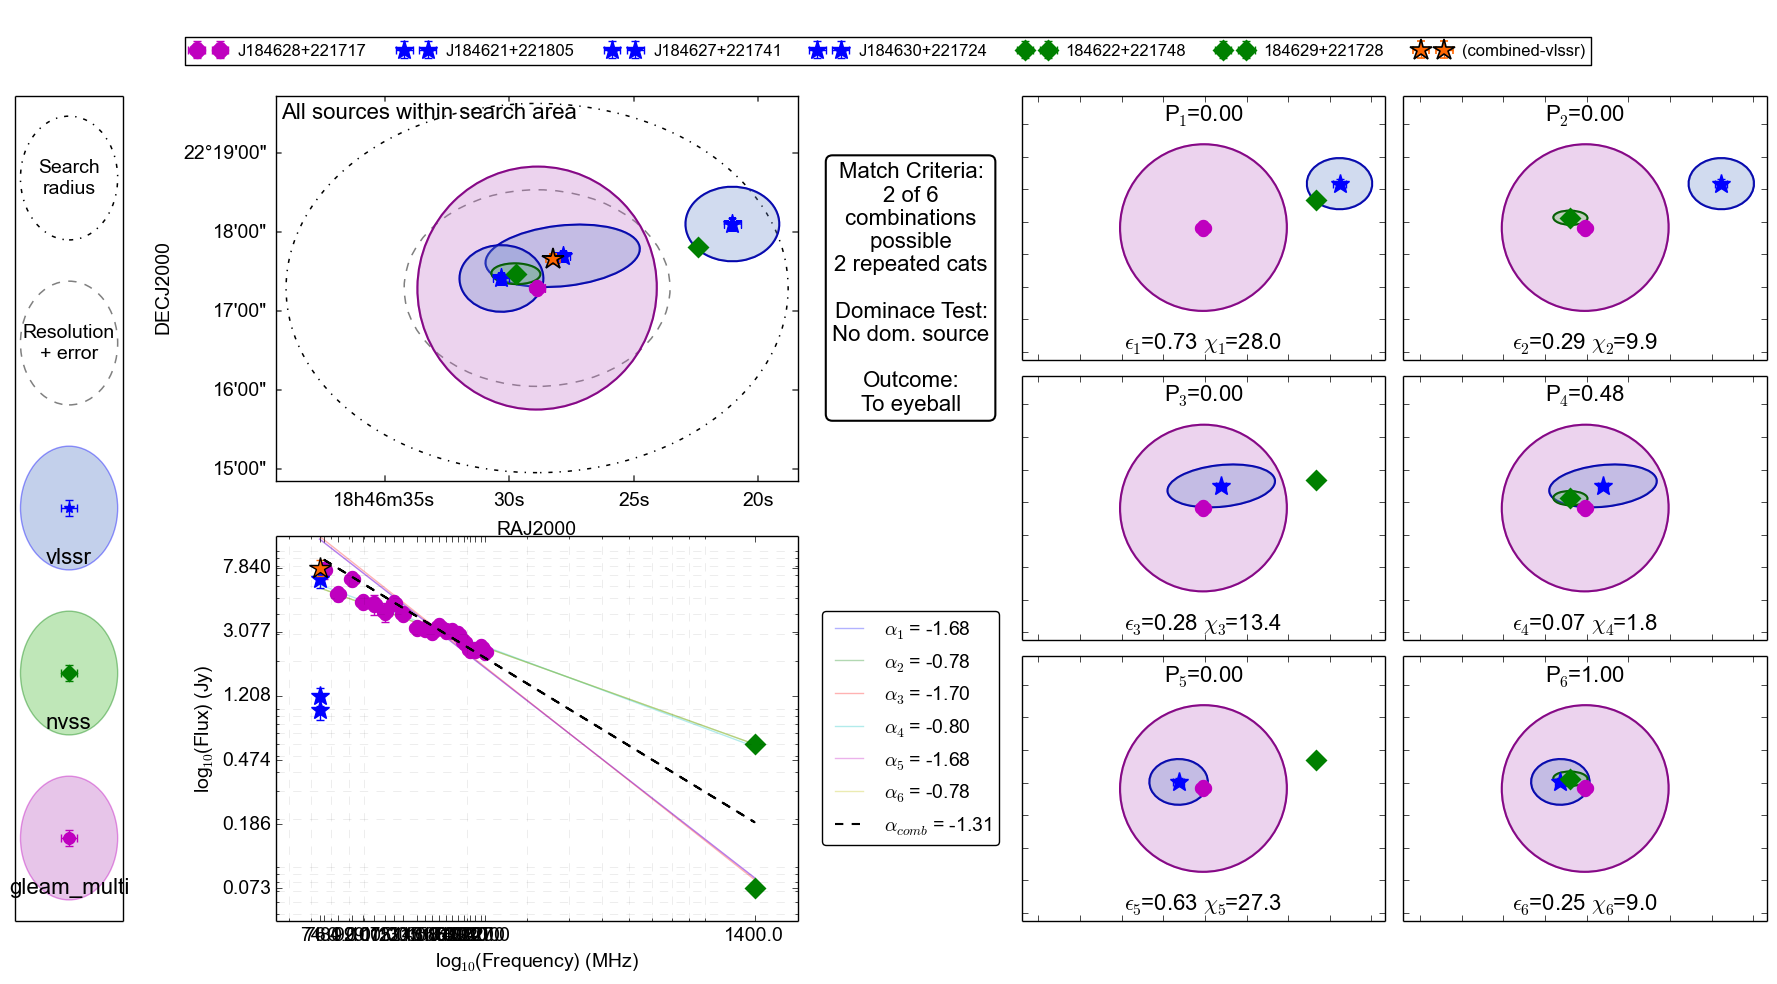 J184628+221717 J184621+221805 J184627+221741 J184630+221724 184622+221748 184629+221728 (combined-vlssr)
Search
radius
Resolution
+ error
vlssr
nvss
gleam_multi
All sources within search area
22°19'00"
18'00"
17'00"
16'00"
15'00"
DECJ2000
18h46m35s 30s 25s 20s
RAJ2000
Match Criteria:
2 of 6
combinations
possible
2 repeated cats
Dominace Test:
No dom. source
Outcome:
To eyeball
7.840
3.077
1.208
0.474
0.186
0.073
log10(Flux) (Jy)
1400.0
log10(Frequency) (MHz)
α1 = -1.68
α2 = -0.78
α3 = -1.70
α4 = -0.80
α5 = -1.68
α6 = -0.78
αcomb = -1.31
P1=0.00
ϵ1=0.73 χ1=28.0
P2=0.00
ϵ2=0.29 χ2=9.9
P3=0.00
ϵ3=0.28 χ3=13.4
P4=0.48
ϵ4=0.07 χ4=1.8
P5=0.00
ϵ5=0.63 χ5=27.3
P6=1.00
ϵ6=0.25 χ6=9.0